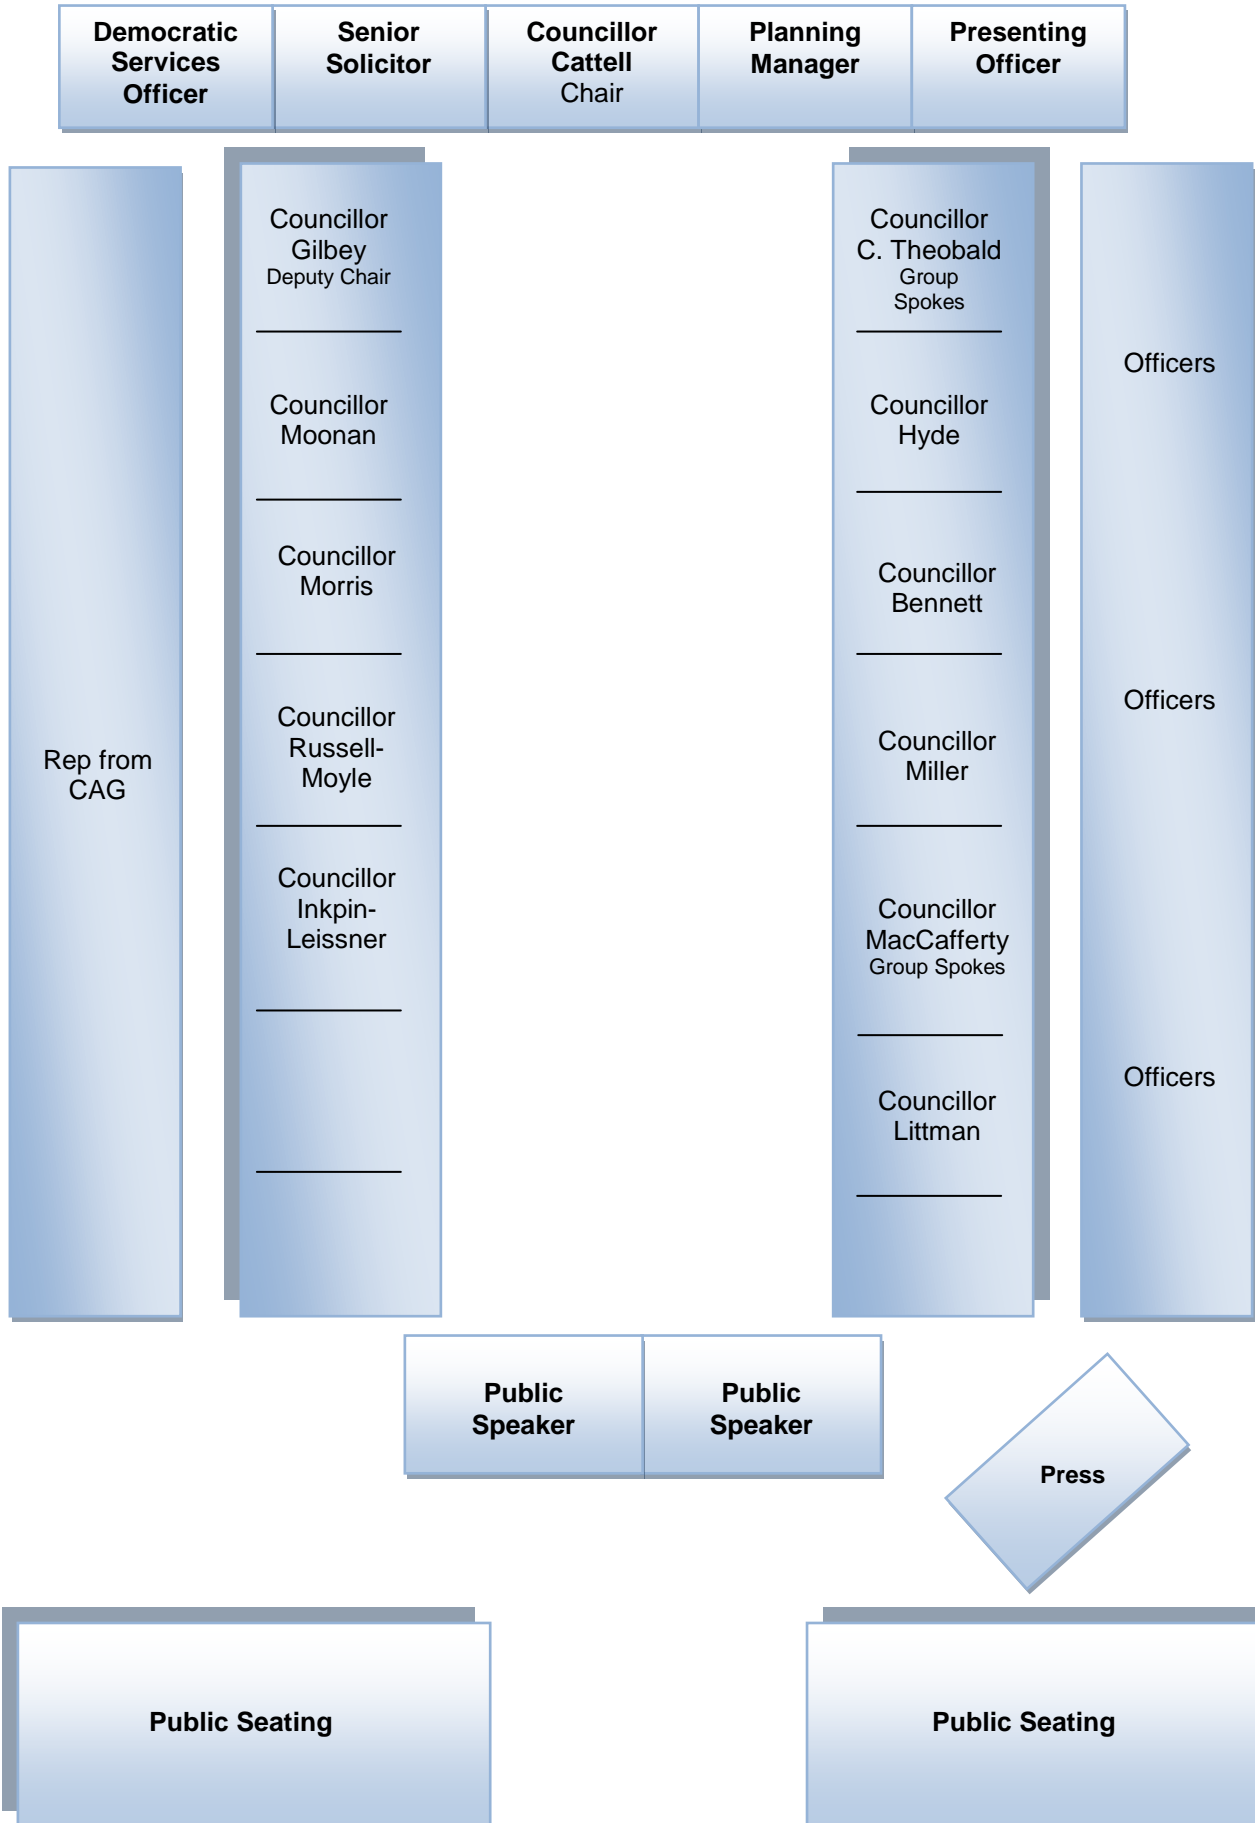 Democratic
Services
Officer
Senior
Solicitor
Councillor
Cattell
Chair
Planning
Manager
Presenting
Officer
Rep from
CAG
Councillor
Gilbey
Deputy Chair
Councillor
Moonan
Councillor
Morris
Councillor
Russell-
Moyle
Councillor
Inkpin-
Leissner
Councillor
C. Theobald
Group
Spokes
Councillor
Hyde
Councillor
Bennett
Councillor
Miller
Councillor
MacCafferty
Group Spokes
Councillor
Littman
Officers
Officers
Officers
Public
Speaker
Public
Speaker
Press
Public Seating
Public Seating